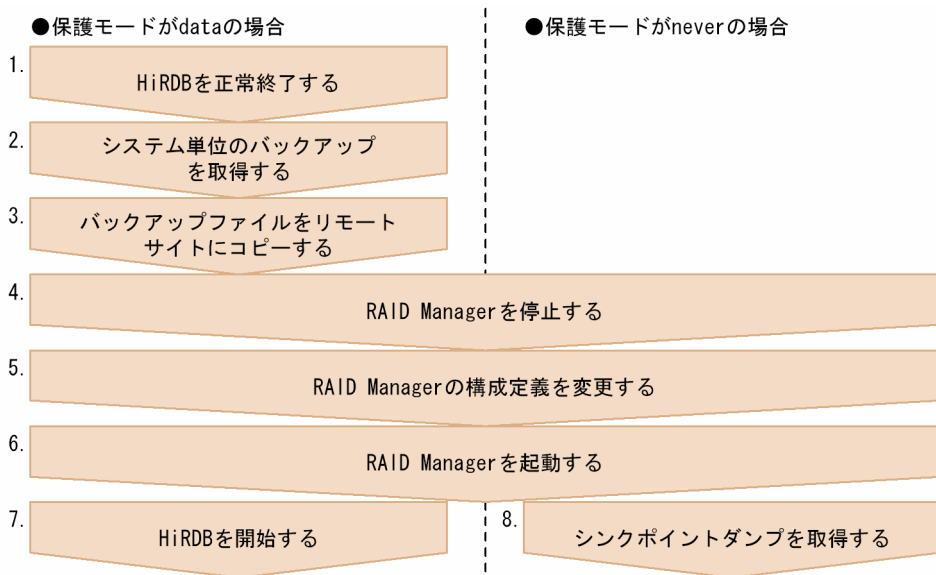 ●保護モードがdataの場合
●保護モードがneverの場合
1.
HiRDBを正常終了する
2.
システム単位のバックアップ
を取得する
3.
バックアップファイルをリモート
サイトにコピーする
4.
RAID Managerを停止する
5.
RAID Managerの構成定義を変更する
6.
RAID Managerを起動する
7.
HiRDBを開始する
8.
シンクポイントダンプを取得する